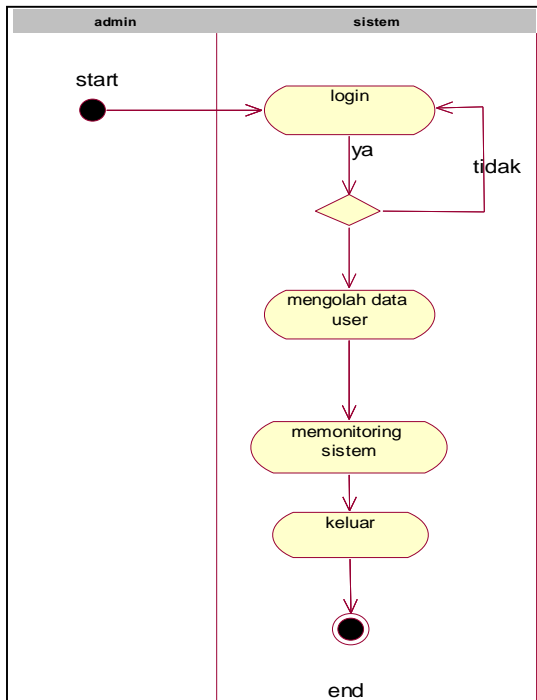 admin
sistem
start
login
ya
tidak
mengolah data
user
memonitoring
sistem
keluar
end